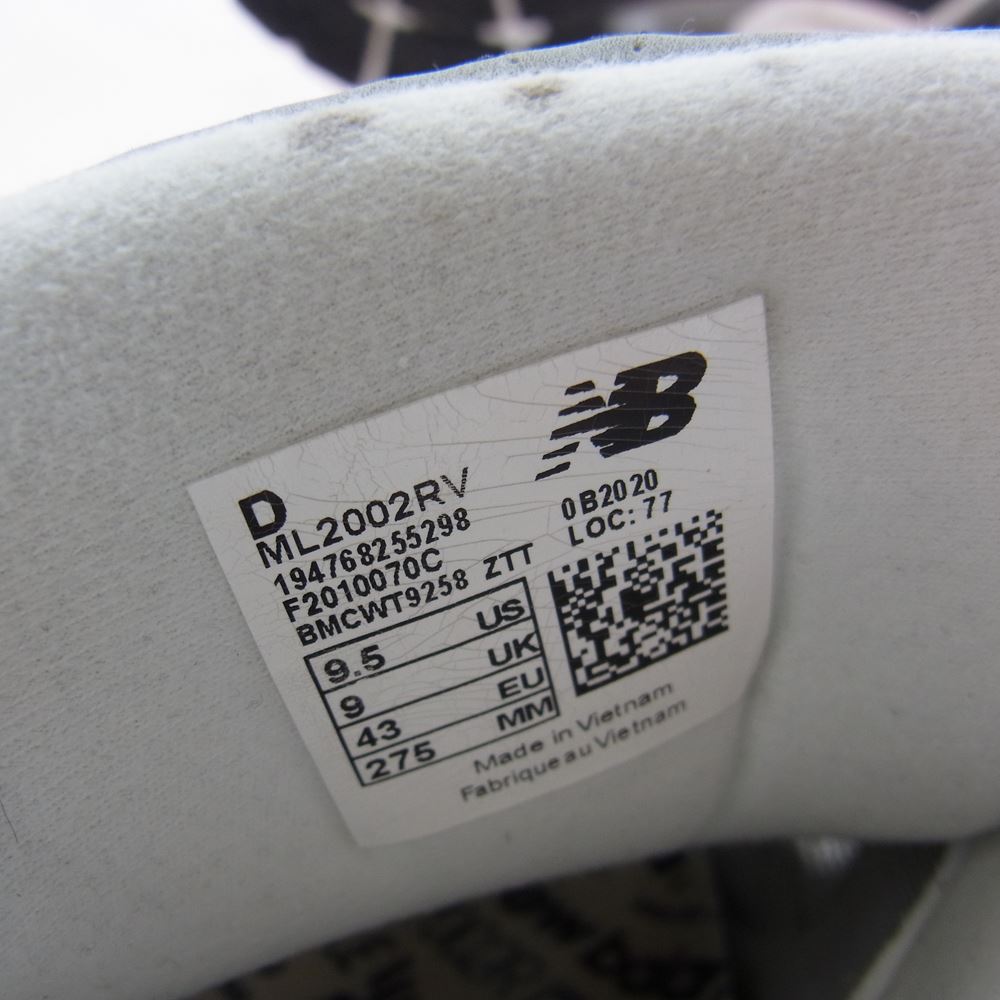 NB
D
ML2002RV
194768255298
F2010070C
BMCWT9258 ZTT
0B2020
LOC: 77
9.5 US
9 UK
43 EU
275 MM
Made in Vietnam
Fabrique au Vietnam